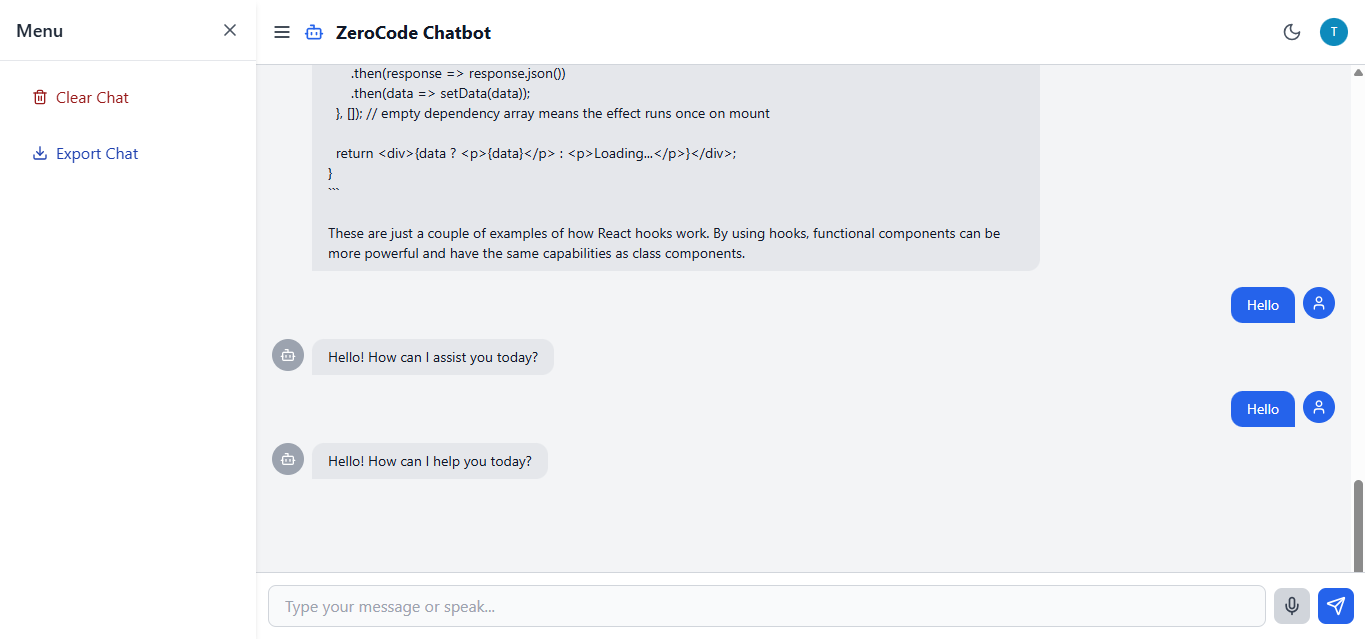 Menu
ZeroCode Chatbot
T
Clear Chat
Export Chat
.then(response => response.json())
.then(data => setData(data));
}, []); // empty dependency array means the effect runs once on mount
return <div>{data ? <p>{data}</p> : <p>Loading...</p>}</div>;
}
```
These are just a couple of examples of how React hooks work. By using hooks, functional components can be
more powerful and have the same capabilities as class components.
Hello
Hello! How can I assist you today?
Hello
Hello! How can I help you today?
Type your message or speak...